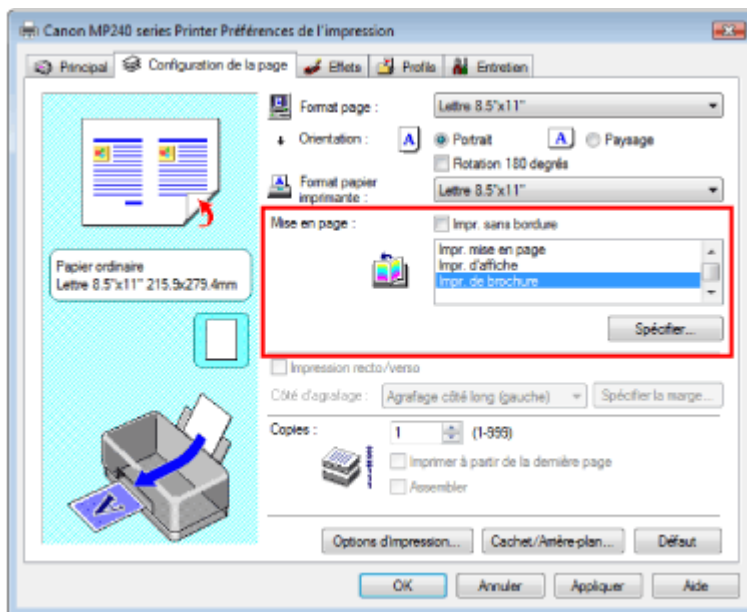 Canon MP240 series Printer Préférences de l'impression
Principal Configuration de la page Effets Profils Entretien
Format page : Lettre 8.5"x11"
Orientation : A Portrait A Paysage
Rotation 180 degrés
Format papier imprimante : Lettre 8.5"x11"
Mise en page : Impr. sans bordure
Impr. mise en page
Impr. d'affiche
Impr. de brochure
Spécifier...
Papier ordinaire
Lettre 8.5"x11" 215.9x279.4mm
Impression recto/verso
Côté d'agrafage : Agrafage côté long (gauche) Spécifier la marge...
Copies : 1 (1-999)
Imprimer à partir de la dernière page
Assembler
Options d'impression... Cachet/Arrière-plan... Défaut
OK Annuler Appliquer Aide